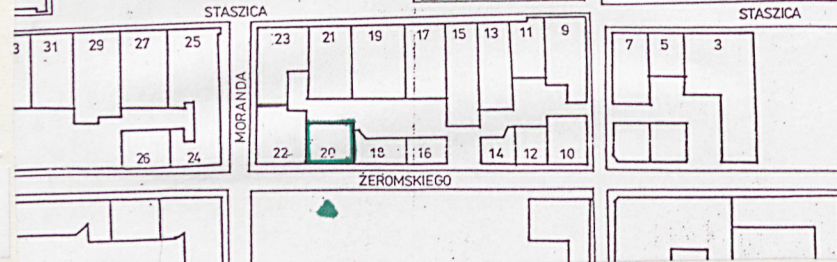 STASZICA
STASZICA
3 31 29 27 25
23 21 19 17 15 13 11 9
7 5 3
MORANDA
26 24
22 20 18 16 14 12 10
ŻEROMSKIEGO